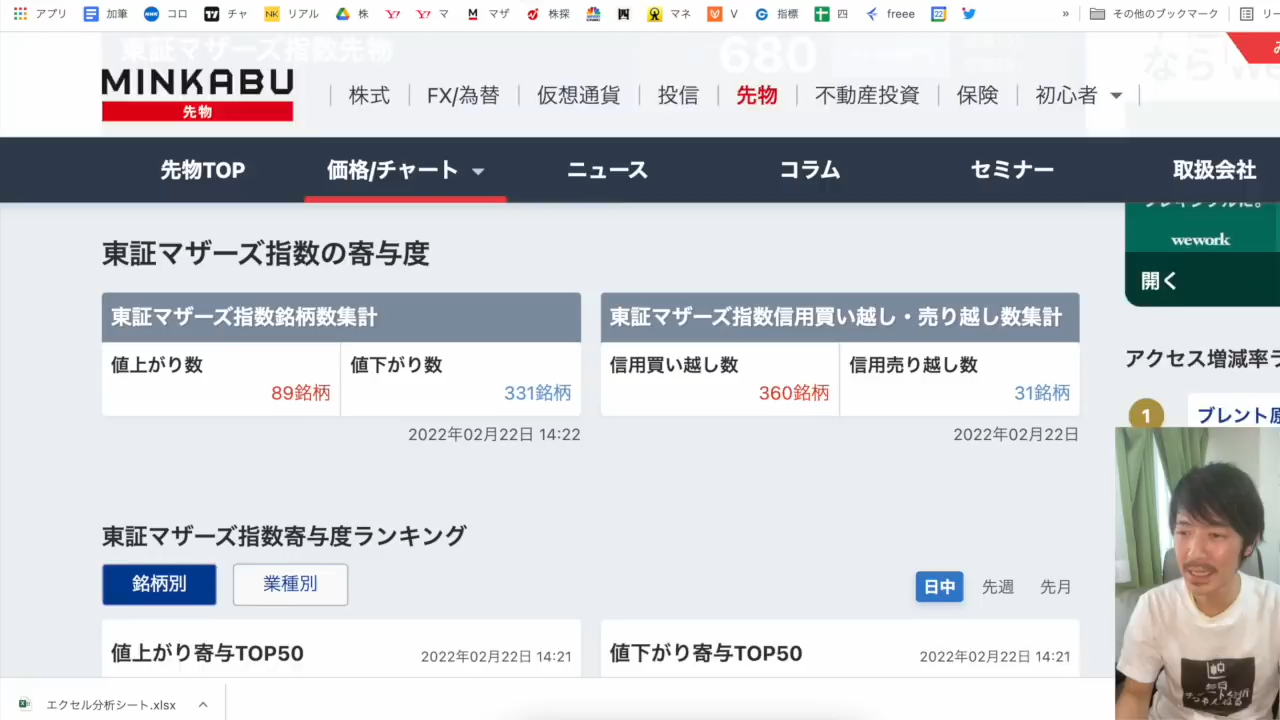 アプリ 加筆 コロ チャ リアル 株 マ マザ 株探 マネ V 指標 四 freee » その他のブックマーク リー
東証マザーズ指数先物 680
MINKABU
先物
株式 FX/為替 仮想通貨 投信 先物 不動産投資 保険 初心者
なら
先物TOP 価格/チャート ニュース コラム セミナー 取扱会社
wework
開く
東証マザーズ指数の寄与度
東証マザーズ指数銘柄数集計
値上がり数 値下がり数
89銘柄 331銘柄
2022年02月22日 14:22
東証マザーズ指数信用買い越し・売り越し数集計
信用買い越し数 信用売り越し数
360銘柄 31銘柄
2022年02月22日
アクセス増減率ラ
1 ブレント原
東証マザーズ指数寄与度ランキング
銘柄別 業種別
日中 先週 先月
値上がり寄与TOP50 2022年02月22日 14:21
値下がり寄与TOP50 2022年02月22日 14:21
エクセル分析シート.xlsx